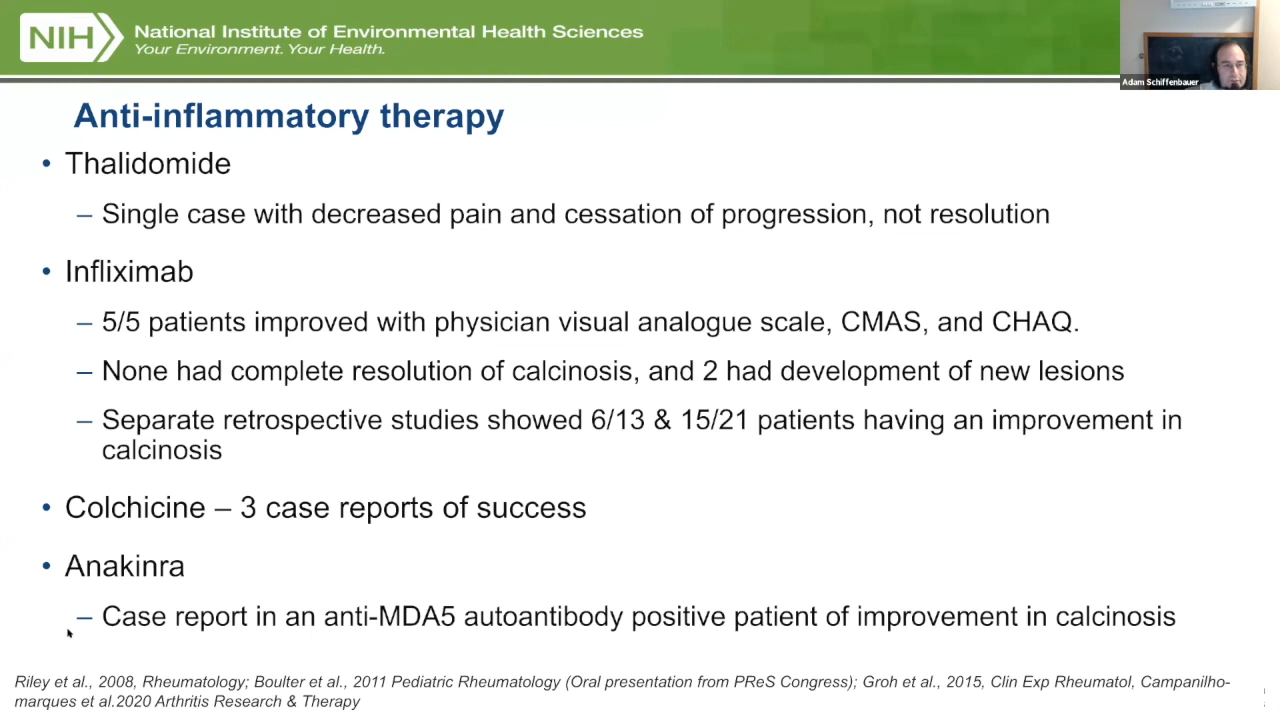 NIH
National Institute of Environmental Health Sciences
Your Environment. Your Health.
Adam Schiffenbauer
Anti-inflammatory therapy
• Thalidomide
– Single case with decreased pain and cessation of progression, not resolution
• Infliximab
– 5/5 patients improved with physician visual analogue scale, CMAS, and CHAQ.
– None had complete resolution of calcinosis, and 2 had development of new lesions
– Separate retrospective studies showed 6/13 & 15/21 patients having an improvement in
calcinosis
• Colchicine – 3 case reports of success
• Anakinra
– Case report in an anti-MDA5 autoantibody positive patient of improvement in calcinosis
Riley et al., 2008, Rheumatology; Boulter et al., 2011 Pediatric Rheumatology (Oral presentation from PReS Congress); Groh et al., 2015, Clin Exp Rheumatol, Campanilho-
marques et al.2020 Arthritis Research & Therapy